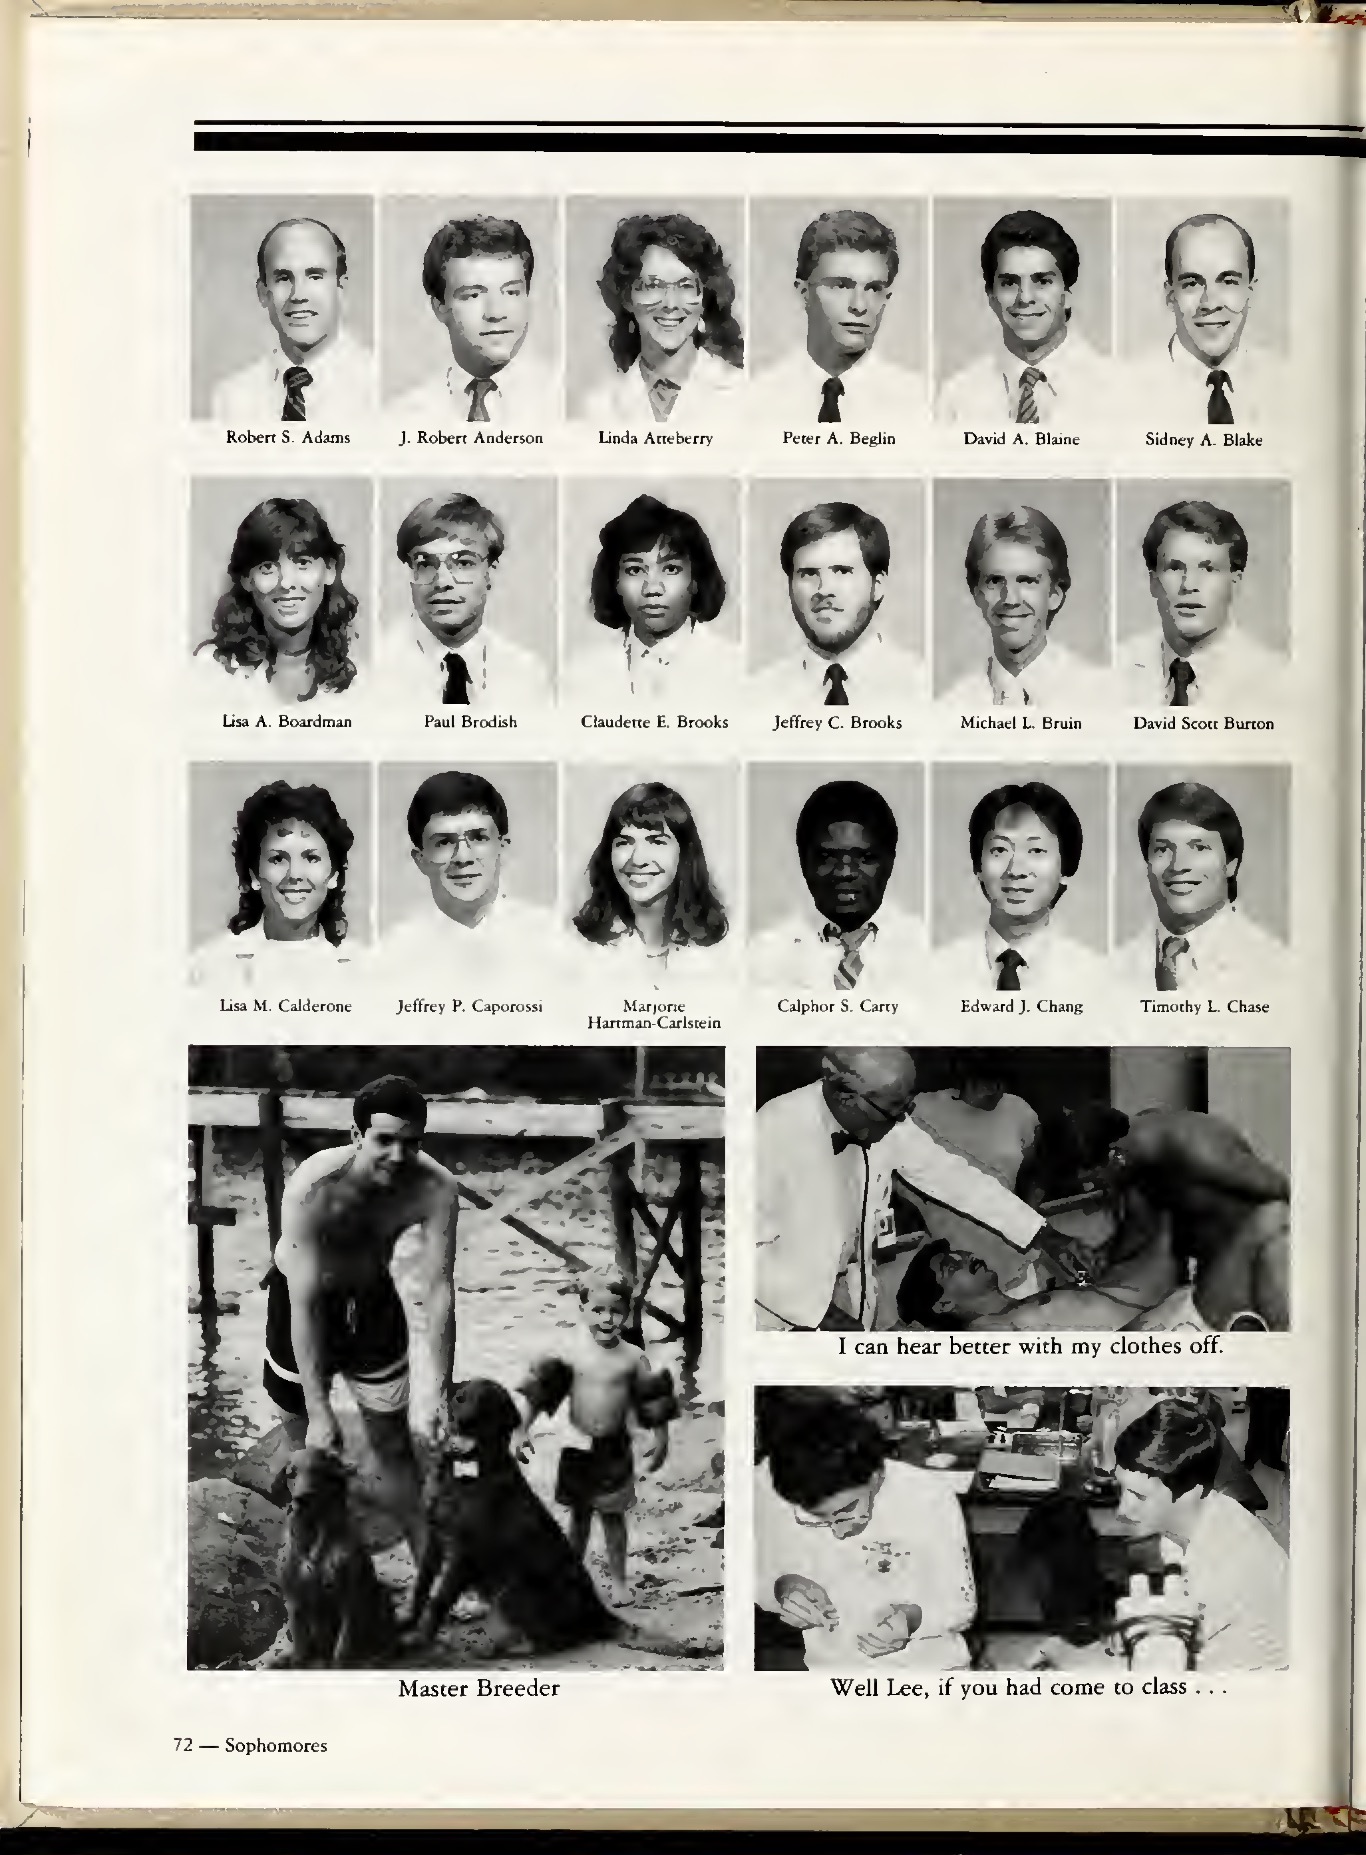 Robert S. Adams
J. Robert Anderson
Linda Atteberry
Peter A. Beglin
David A. Blaine
Sidney A. Blake
Lisa A. Boardman
Paul Brodish
Claudette E. Brooks
Jeffrey C. Brooks
Michael L. Bruin
David Scott Burton
Lisa M. Calderone
Jeffrey P. Caporossi
Marjorie
Hartman-Carlstein
Calphor S. Carty
Edward J. Chang
Timothy L. Chase
I can hear better with my clothes off.
Master Breeder
Well Lee, if you had come to class . . .
72 — Sophomores